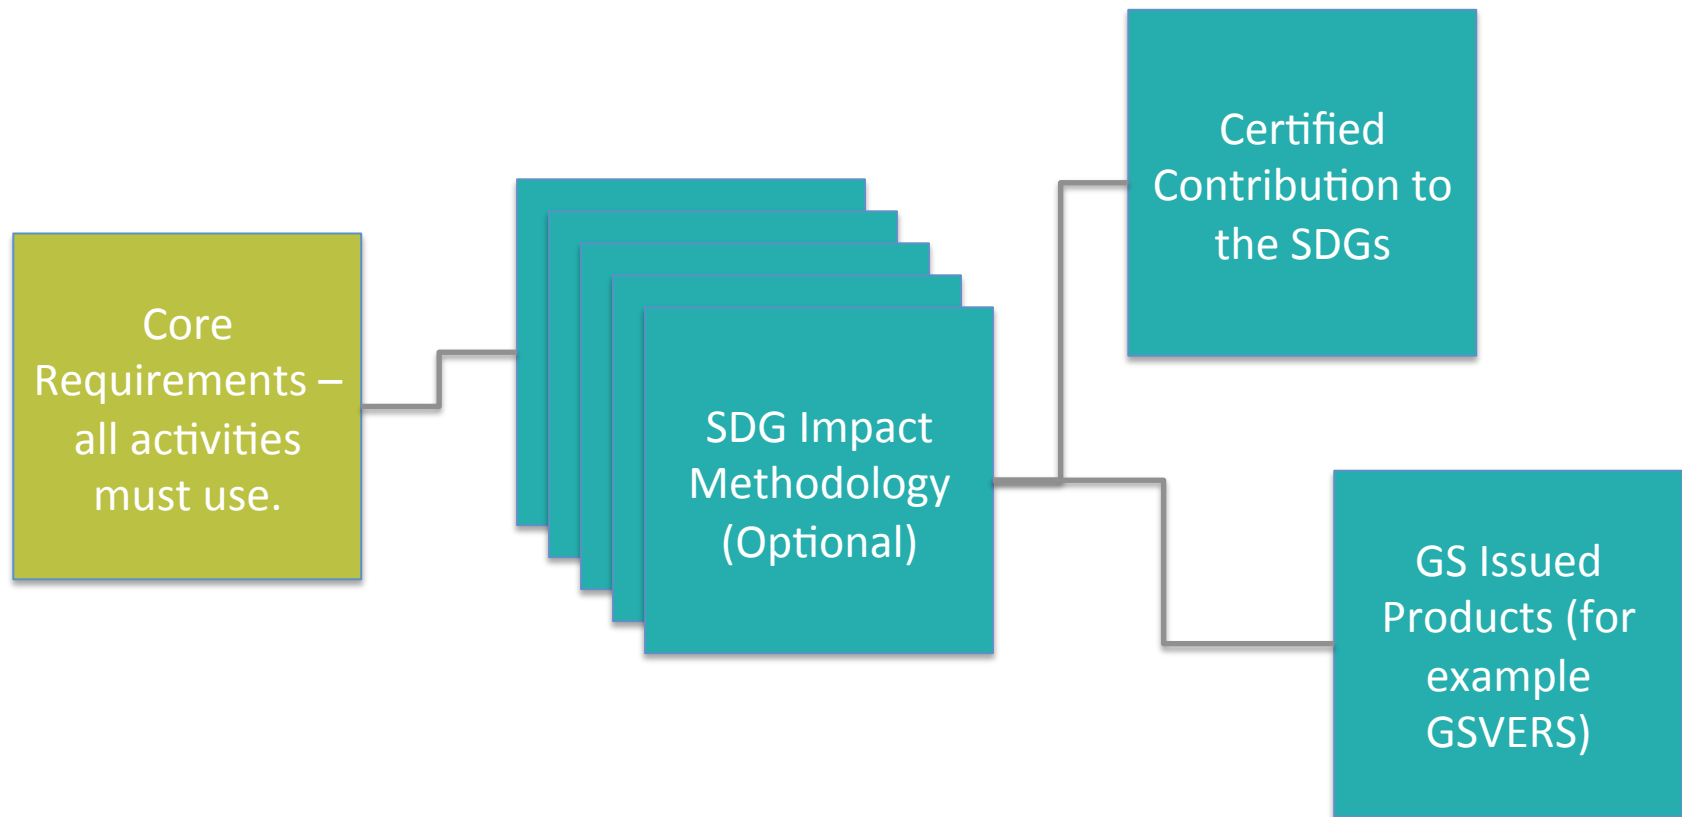 Core
Requirements –
all activities
must use.
SDG Impact
Methodology
(Optional)
Certified
Contribution to
the SDGs
GS Issued
Products (for
example
GSVERS)